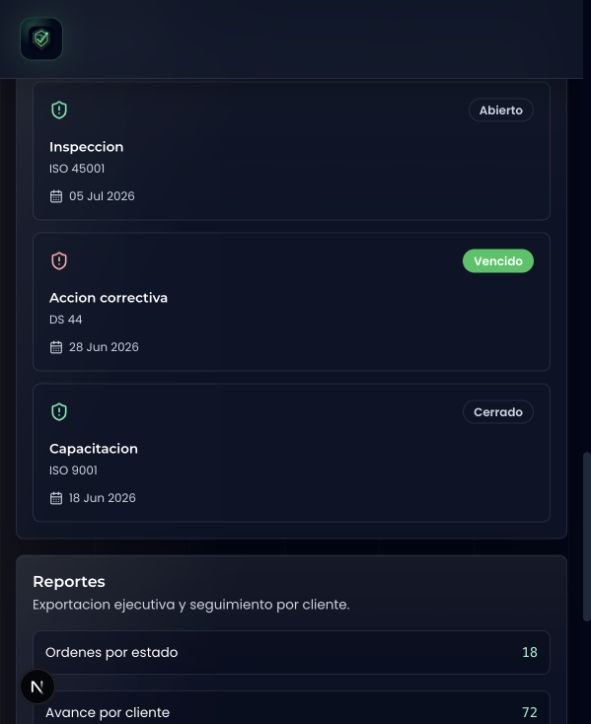 Abierto
Inspeccion
ISO 45001
05 Jul 2026
Vencido
Accion correctiva
DS 44
28 Jun 2026
Cerrado
Capacitacion
ISO 9001
18 Jun 2026
Reportes
Exportacion ejecutiva y seguimiento por cliente.
Ordenes por estado 18
N
Avance por cliente 72